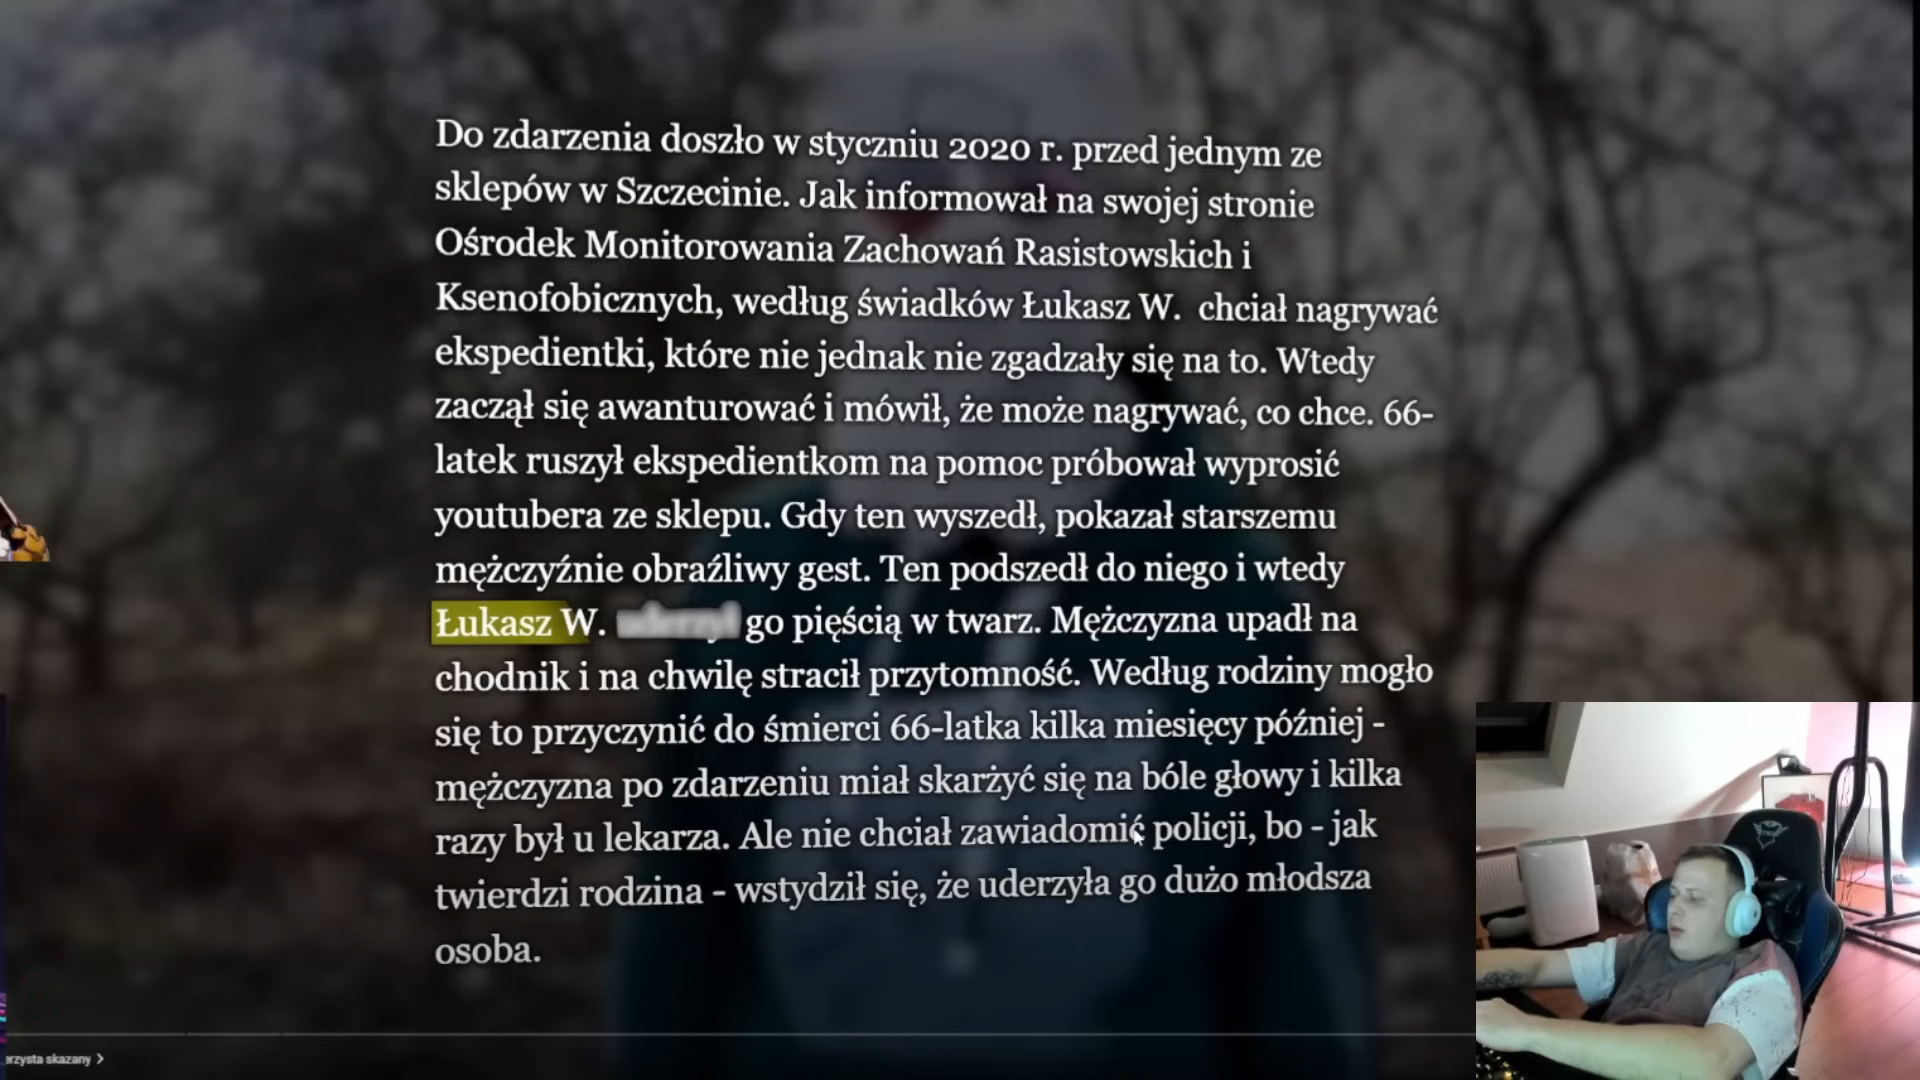 Do zdarzenia doszło w styczniu 2020 r. przed jednym ze
sklepów w Szczecinie. Jak informował na swojej stronie
Ośrodek Monitorowania Zachowań Rasistowskich i
Ksenofobicznych, według świadków Łukasz W. chciał nagrywać
ekspedientki, które nie jednak nie zgadzały się na to. Wtedy
zaczął się awanturować i mówił, że może nagrywać, co chce. 66-
latek ruszył ekspedientkom na pomoc próbował wyprosić
youtubera ze sklepu. Gdy ten wyszedł, pokazał starszemu
mężczyźnie obraźliwy gest. Ten podszedł do niego i wtedy
Łukasz W. go pięścią w twarz. Mężczyzna upadł na
chodnik i na chwilę stracił przytomność. Według rodziny mogło
się to przyczynić do śmierci 66-latka kilka miesięcy później -
mężczyzna po zdarzeniu miał skarżyć się na bóle głowy i kilka
razy był u lekarza. Ale nie chciał zawiadomić policji, bo - jak
twierdzi rodzina - wstydził się, że uderzyła go dużo młodsza
osoba.
skazany